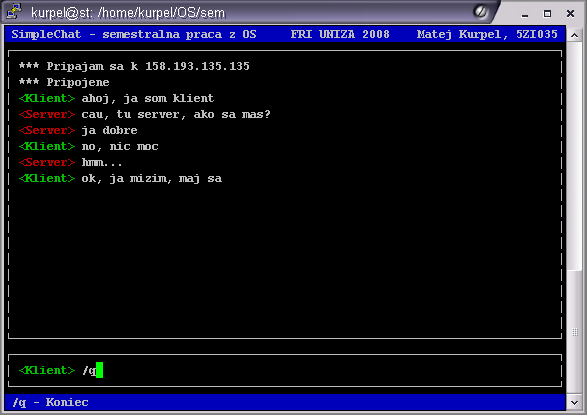 kurpel@st: /home/kurpel/OS/sem
SimpleChat - semestralna praca z OS FRI UNIZA 2008 Matej Kurpel, 5ZI035
*** Pripajam sa k 158.193.135.135
*** Pripojene
<Klient> ahoj, ja som klient
<Server> cau, tu server, ako sa mas?
<Server> ja dobre
<Klient> no, nic moc
<Server> hmm...
<Klient> ok, ja mizim, maj sa
<Klient> /q
/q - Koniec